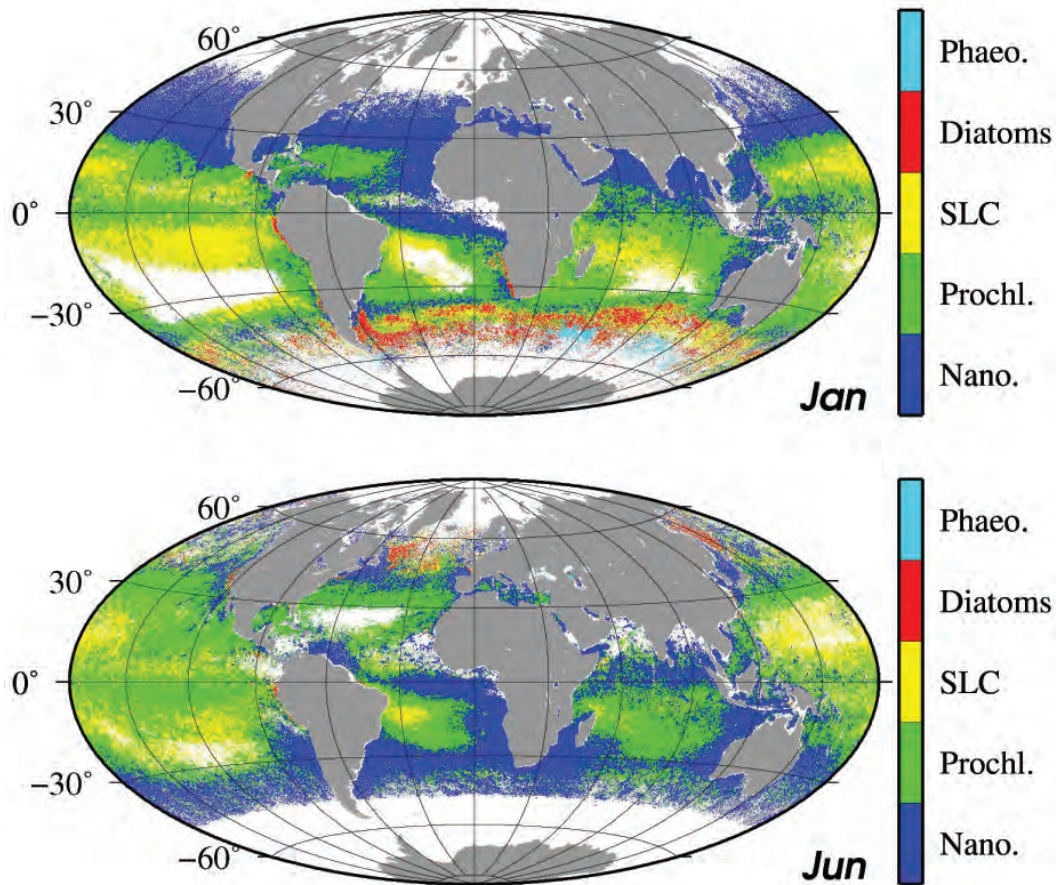 60°
30°
0°
−30°
−60°
Jan
Phaeo.
Diatoms
SLC
Prochl.
Nano.
60°
30°
0°
−30°
−60°
Jun
Phaeo.
Diatoms
SLC
Prochl.
Nano.